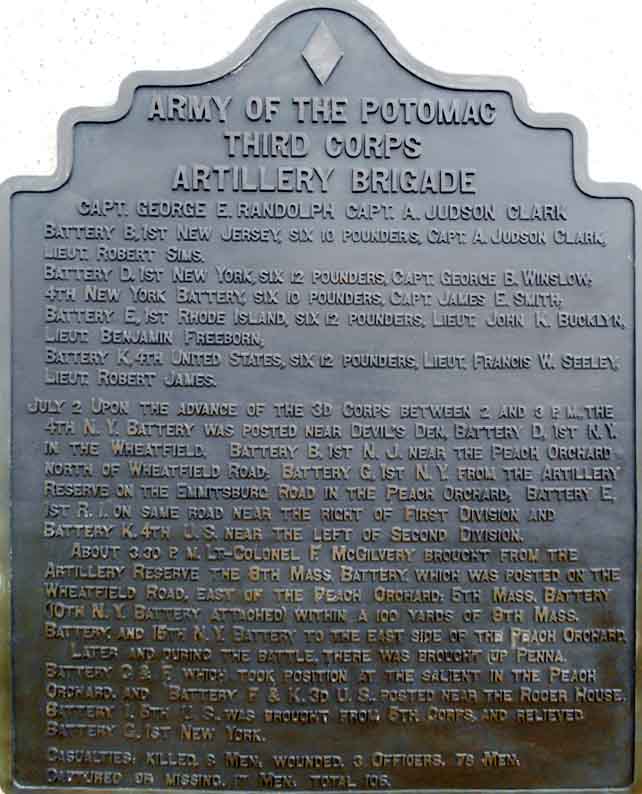 ARMY OF THE POTOMAC
THIRD CORPS
ARTILLERY BRIGADE
CAPT. GEORGE E. RANDOLPH CAPT. A. JUDSON CLARK
BATTERY B, 1ST NEW JERSEY, SIX 10 POUNDERS, CAPT. A. JUDSON CLARK,
LIEUT. ROBERT SIMS.
BATTERY D, 1ST NEW YORK, SIX 12 POUNDERS, CAPT. GEORGE B. WINSLOW;
4TH NEW YORK BATTERY, SIX 10 POUNDERS, CAPT. JAMES E. SMITH;
BATTERY E, 1ST RHODE ISLAND, SIX 12 POUNDERS, LIEUT. JOHN K. BUCKLYN,
LIEUT. BENJAMIN FREEBORN;
BATTERY K, 4TH UNITED STATES, SIX 12 POUNDERS, LIEUT. FRANCIS W. SEELEY,
LIEUT. ROBERT JAMES.
JULY 2 UPON THE ADVANCE OF THE 3D CORPS BETWEEN 2 AND 3 P. M., THE
4TH N. Y. BATTERY WAS POSTED NEAR DEVIL'S DEN, BATTERY D, 1ST N.Y.
IN THE WHEATFIELD, BATTERY B, 1ST N. J. NEAR THE PEACH ORCHARD
NORTH OF WHEATFIELD ROAD; BATTERY G, 1ST N. Y. FROM THE ARTILLERY
RESERVE ON THE EMMITSBURG ROAD IN THE PEACH ORCHARD; BATTERY E,
1ST R. I. ON SAME ROAD NEAR THE RIGHT OF FIRST DIVISION AND
BATTERY K, 4TH U. S. NEAR THE LEFT OF SECOND DIVISION.
ABOUT 3.30 P. M. LT-COLONEL F MCGILVERY BROUGHT FROM THE
ARTILLERY RESERVE THE 9TH MASS. BATTERY, WHICH WAS POSTED ON THE
WHEATFIELD ROAD, EAST OF THE PEACH ORCHARD; 5TH MASS. BATTERY
(10TH N. Y. BATTERY ATTACHED) WITHIN A 100 YARDS OF 9TH MASS.
BATTERY, AND 15TH N. Y. BATTERY TO THE EAST SIDE OF THE PEACH ORCHARD.
LATER AND DURING THE BATTLE, THERE WAS BROUGHT UP PENNA.
BATTERY C & F, WHICH TOOK POSITION AT THE SALIENT IN THE PEACH
ORCHARD, AND BATTERY F & K, 3D U. S., POSTED NEAR THE ROGER HOUSE.
BATTERY I, 5TH U. S. WAS BROUGHT FROM 5TH. CORPS, AND RELIEVED
BATTERY G, 1ST NEW YORK.
CASUALTIES: KILLED, 8 MEN, WOUNDED, 3 OFFICERS, 78 MEN,
CAPTURED OR MISSING, 17 MEN, TOTAL 106.